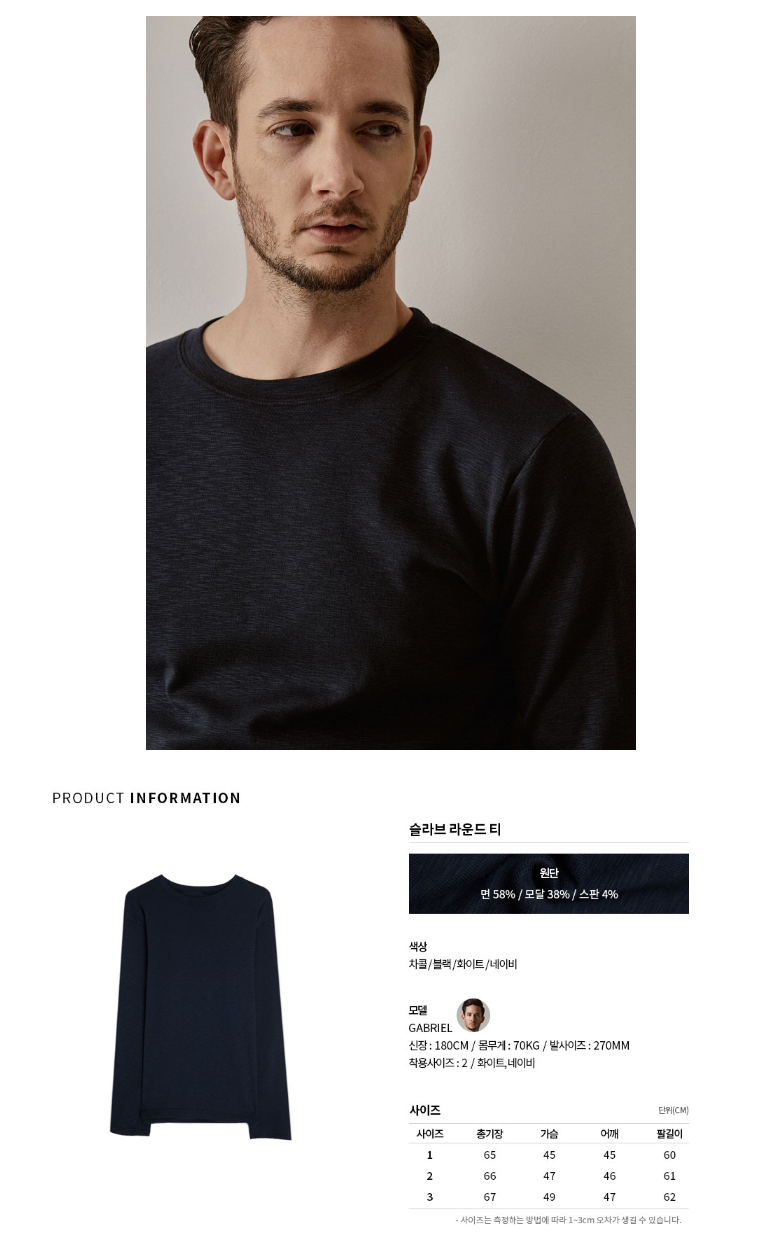 PRODUCT INFORMATION
슬라브 라운드 티
원단
면 58% / 모달 38% / 스판 4%
색상
차콜/블랙/화이트/네이비
모델
GABRIEL
신장 : 180CM / 몸무게 : 70KG / 발사이즈 : 270MM
착용사이즈 : 2 / 화이트,네이비
사이즈 단위(CM)
사이즈 총기장 가슴 어깨 팔길이
1 65 45 45 60
2 66 47 46 61
3 67 49 47 62
- 사이즈는 측정하는 방법에 따라 1~3cm 오차가 생길 수 있습니다.